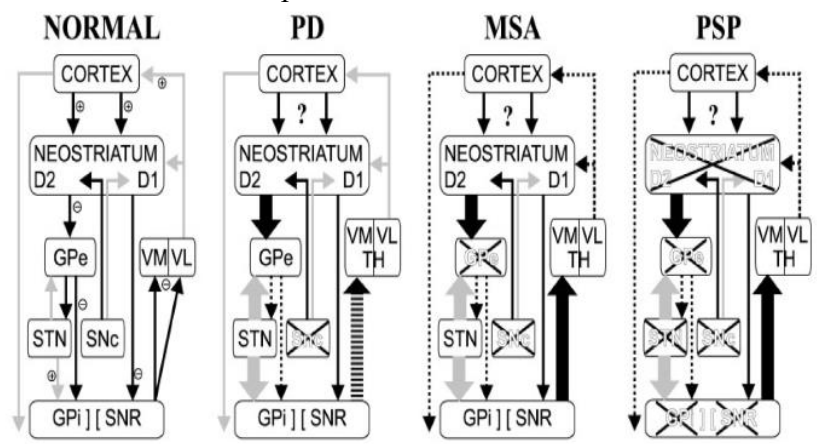 NORMAL
CORTEX
⊕
⊕
⊕
NEOSTRIATUM
D2
D1
⊖
GPe
VM VL
⊖
⊖
STN
SNc
⊕
⊖
GPi ] [ SNR
PD
CORTEX
?
NEOSTRIATUM
D2
D1
GPe
VM VL
TH
STN
SNc
GPi ] [ SNR
MSA
CORTEX
?
NEOSTRIATUM
D2
D1
GPe
VM VL
TH
STN
SNc
GPi ] [ SNR
PSP
CORTEX
?
NEOSTRIATUM
D2
D1
GPe
VM VL
TH
STN
SNc
GPi ] [ SNR